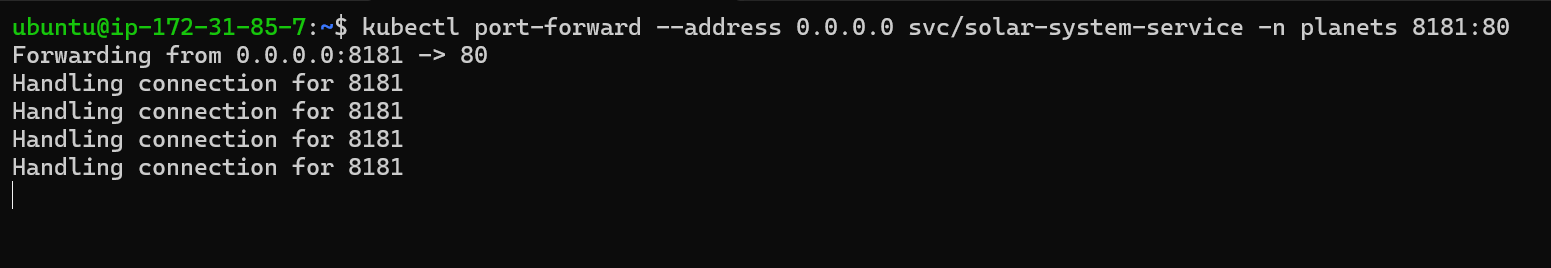 ubuntu@ip-172-31-85-7:~$ kubectl port-forward --address 0.0.0.0 svc/solar-system-service -n planets 8181:80
Forwarding from 0.0.0.0:8181 -> 80
Handling connection for 8181
Handling connection for 8181
Handling connection for 8181
Handling connection for 8181